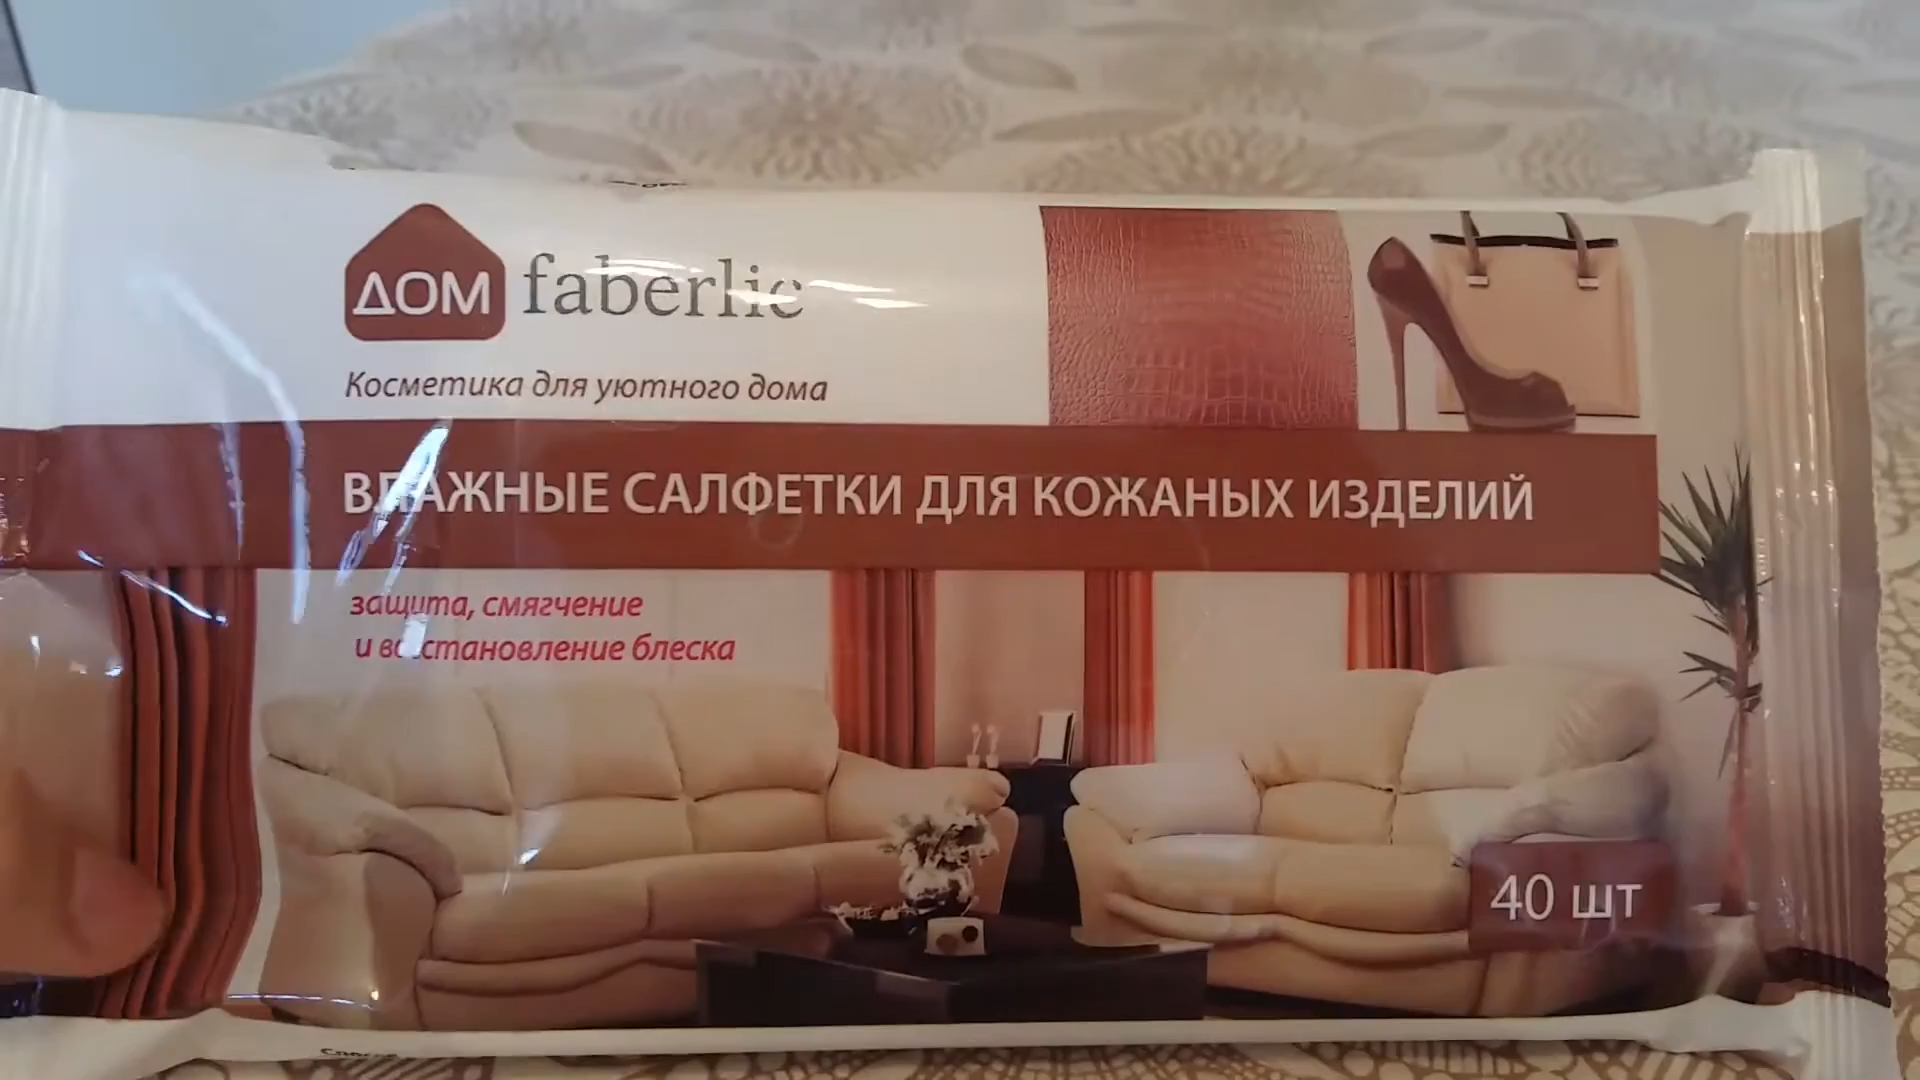 ДОМ faberlic
Косметика для уютного дома
ВЛАЖНЫЕ САЛФЕТКИ ДЛЯ КОЖАНЫХ ИЗДЕЛИЙ
защита, смягчение
и восстановление блеска
40 шт